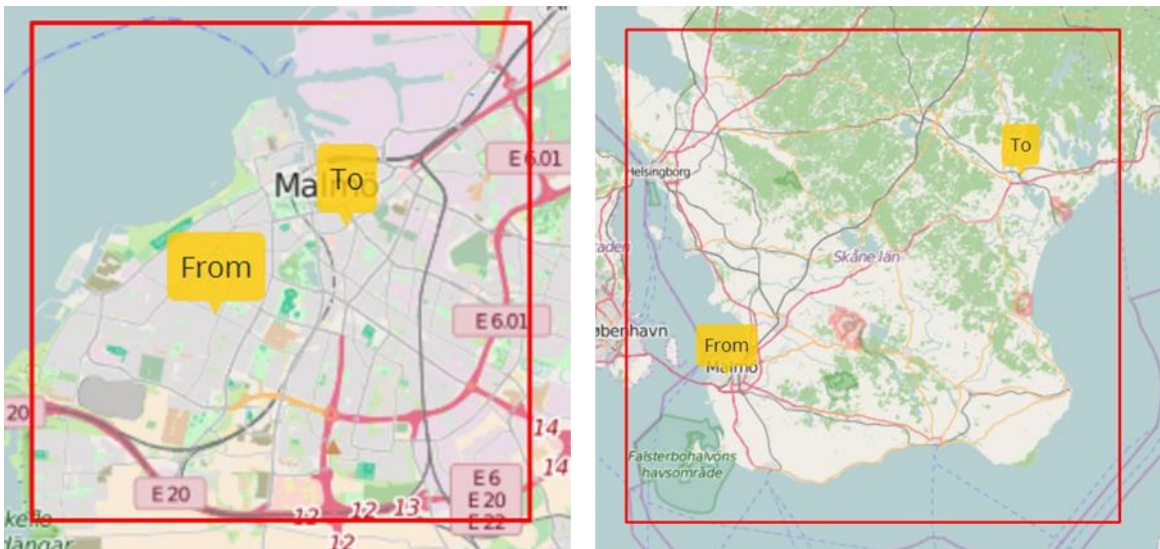 E 6.01
To
Malmö
From
E 6.01
20
14
14
E 20
E 6
E 20
E 22
12
12
13
12
To
Helsingborg
Skåne län
From
Malmö
Falsterbohalvöns
havsområde